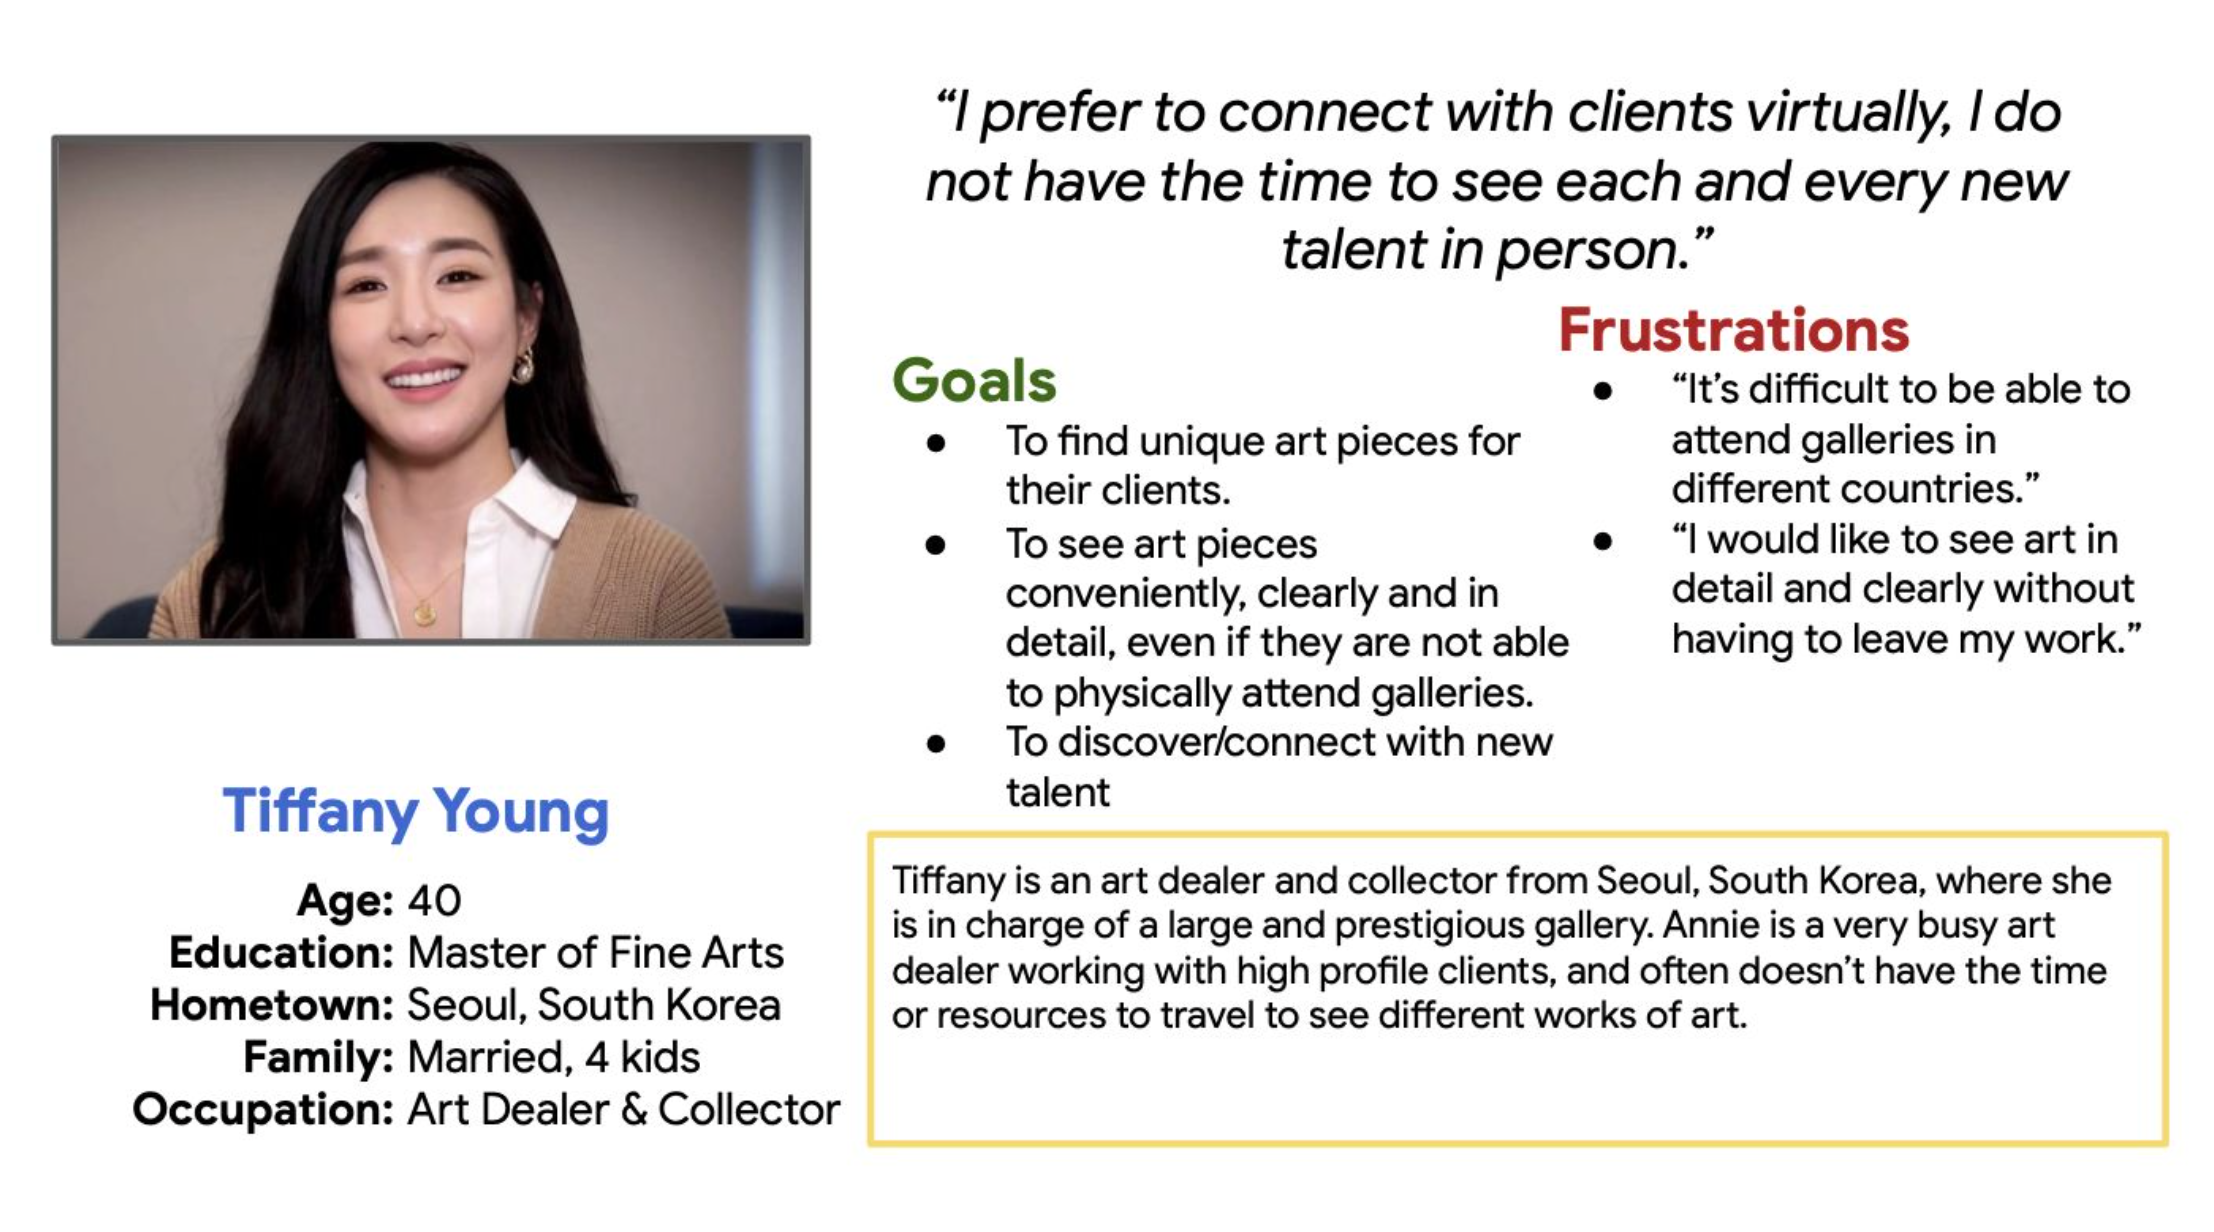 “I prefer to connect with clients virtually, I do
not have the time to see each and every new
talent in person.”
Goals
● To find unique art pieces for
their clients.
● To see art pieces
conveniently, clearly and in
detail, even if they are not able
to physically attend galleries.
● To discover/connect with new
talent
Frustrations
● “It’s difficult to be able to
attend galleries in
different countries.”
● “I would like to see art in
detail and clearly without
having to leave my work.”
Tiffany Young
Age: 40
Education: Master of Fine Arts
Hometown: Seoul, South Korea
Family: Married, 4 kids
Occupation: Art Dealer & Collector
Tiffany is an art dealer and collector from Seoul, South Korea, where she
is in charge of a large and prestigious gallery. Annie is a very busy art
dealer working with high profile clients, and often doesn’t have the time
or resources to travel to see different works of art.